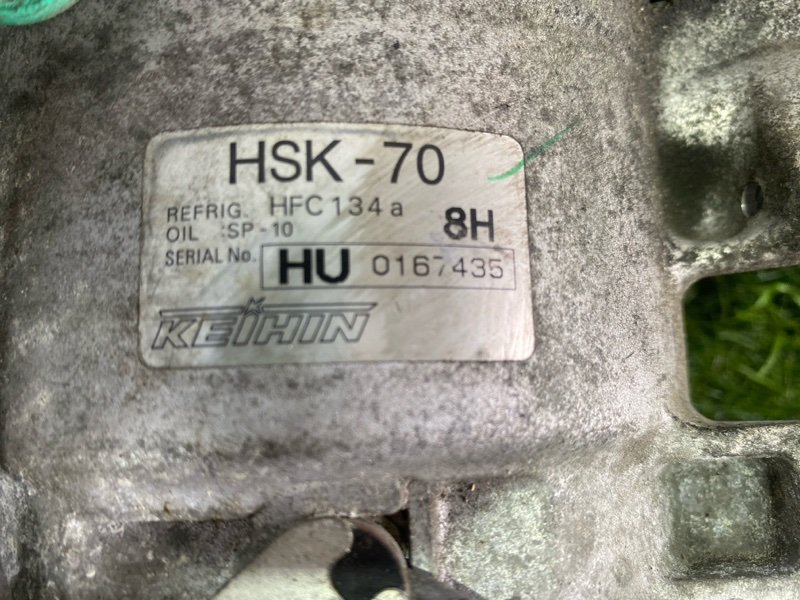 HSK-70
REFRIG. HFC134a
OIL :SP-10 8H
SERIAL No. HU 0167435
KEIHIN